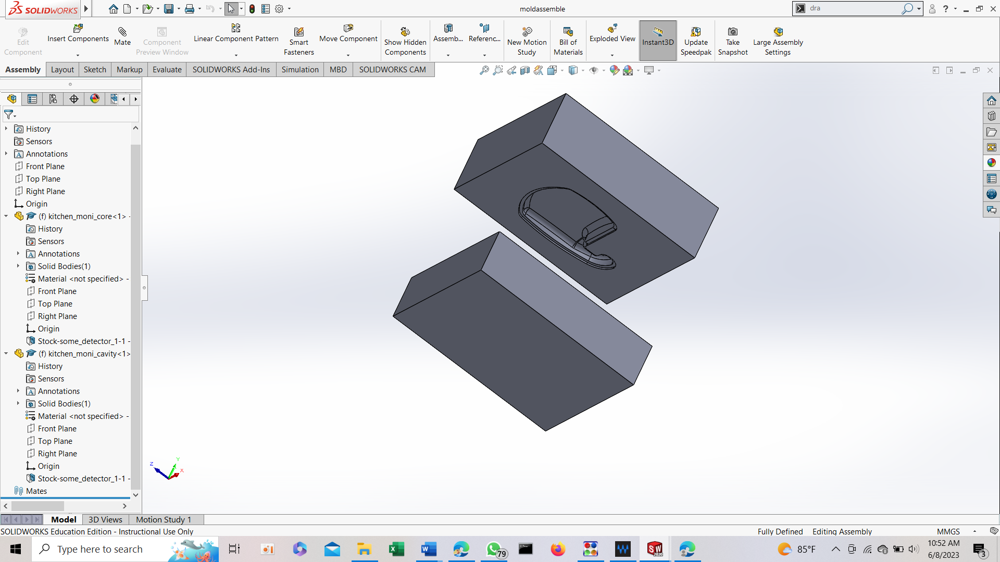 SOLIDWORKS
moldassemble
dra
Edit Component
Insert Components
Mate
Component Preview Window
Linear Component Pattern
Smart Fasteners
Move Component
Show Hidden Components
Assemb...
Referenc...
New Motion Study
Bill of Materials
Exploded View
Instant3D
Update Speedpak
Take Snapshot
Large Assembly Settings
Assembly
Layout
Sketch
Markup
Evaluate
SOLIDWORKS Add-Ins
Simulation
MBD
SOLIDWORKS CAM
History
Sensors
Annotations
Front Plane
Top Plane
Right Plane
Origin
(f) kitchen_moni_core<1> -
History
Sensors
Annotations
Solid Bodies(1)
Material <not specified> -
Front Plane
Top Plane
Right Plane
Origin
Stock-some_detector_1-1 -
(f) kitchen_moni_cavity<1>
History
Sensors
Annotations
Solid Bodies(1)
Material <not specified> -
Front Plane
Top Plane
Right Plane
Origin
Stock-some_detector_1-1 -
Mates
Z
Y
X
Model
3D Views
Motion Study 1
SOLIDWORKS Education Edition - Instructional Use Only
Fully Defined
Editing Assembly
MMGS
Type here to search
79
SW
2020
85°F
10:52 AM
6/8/2023
3